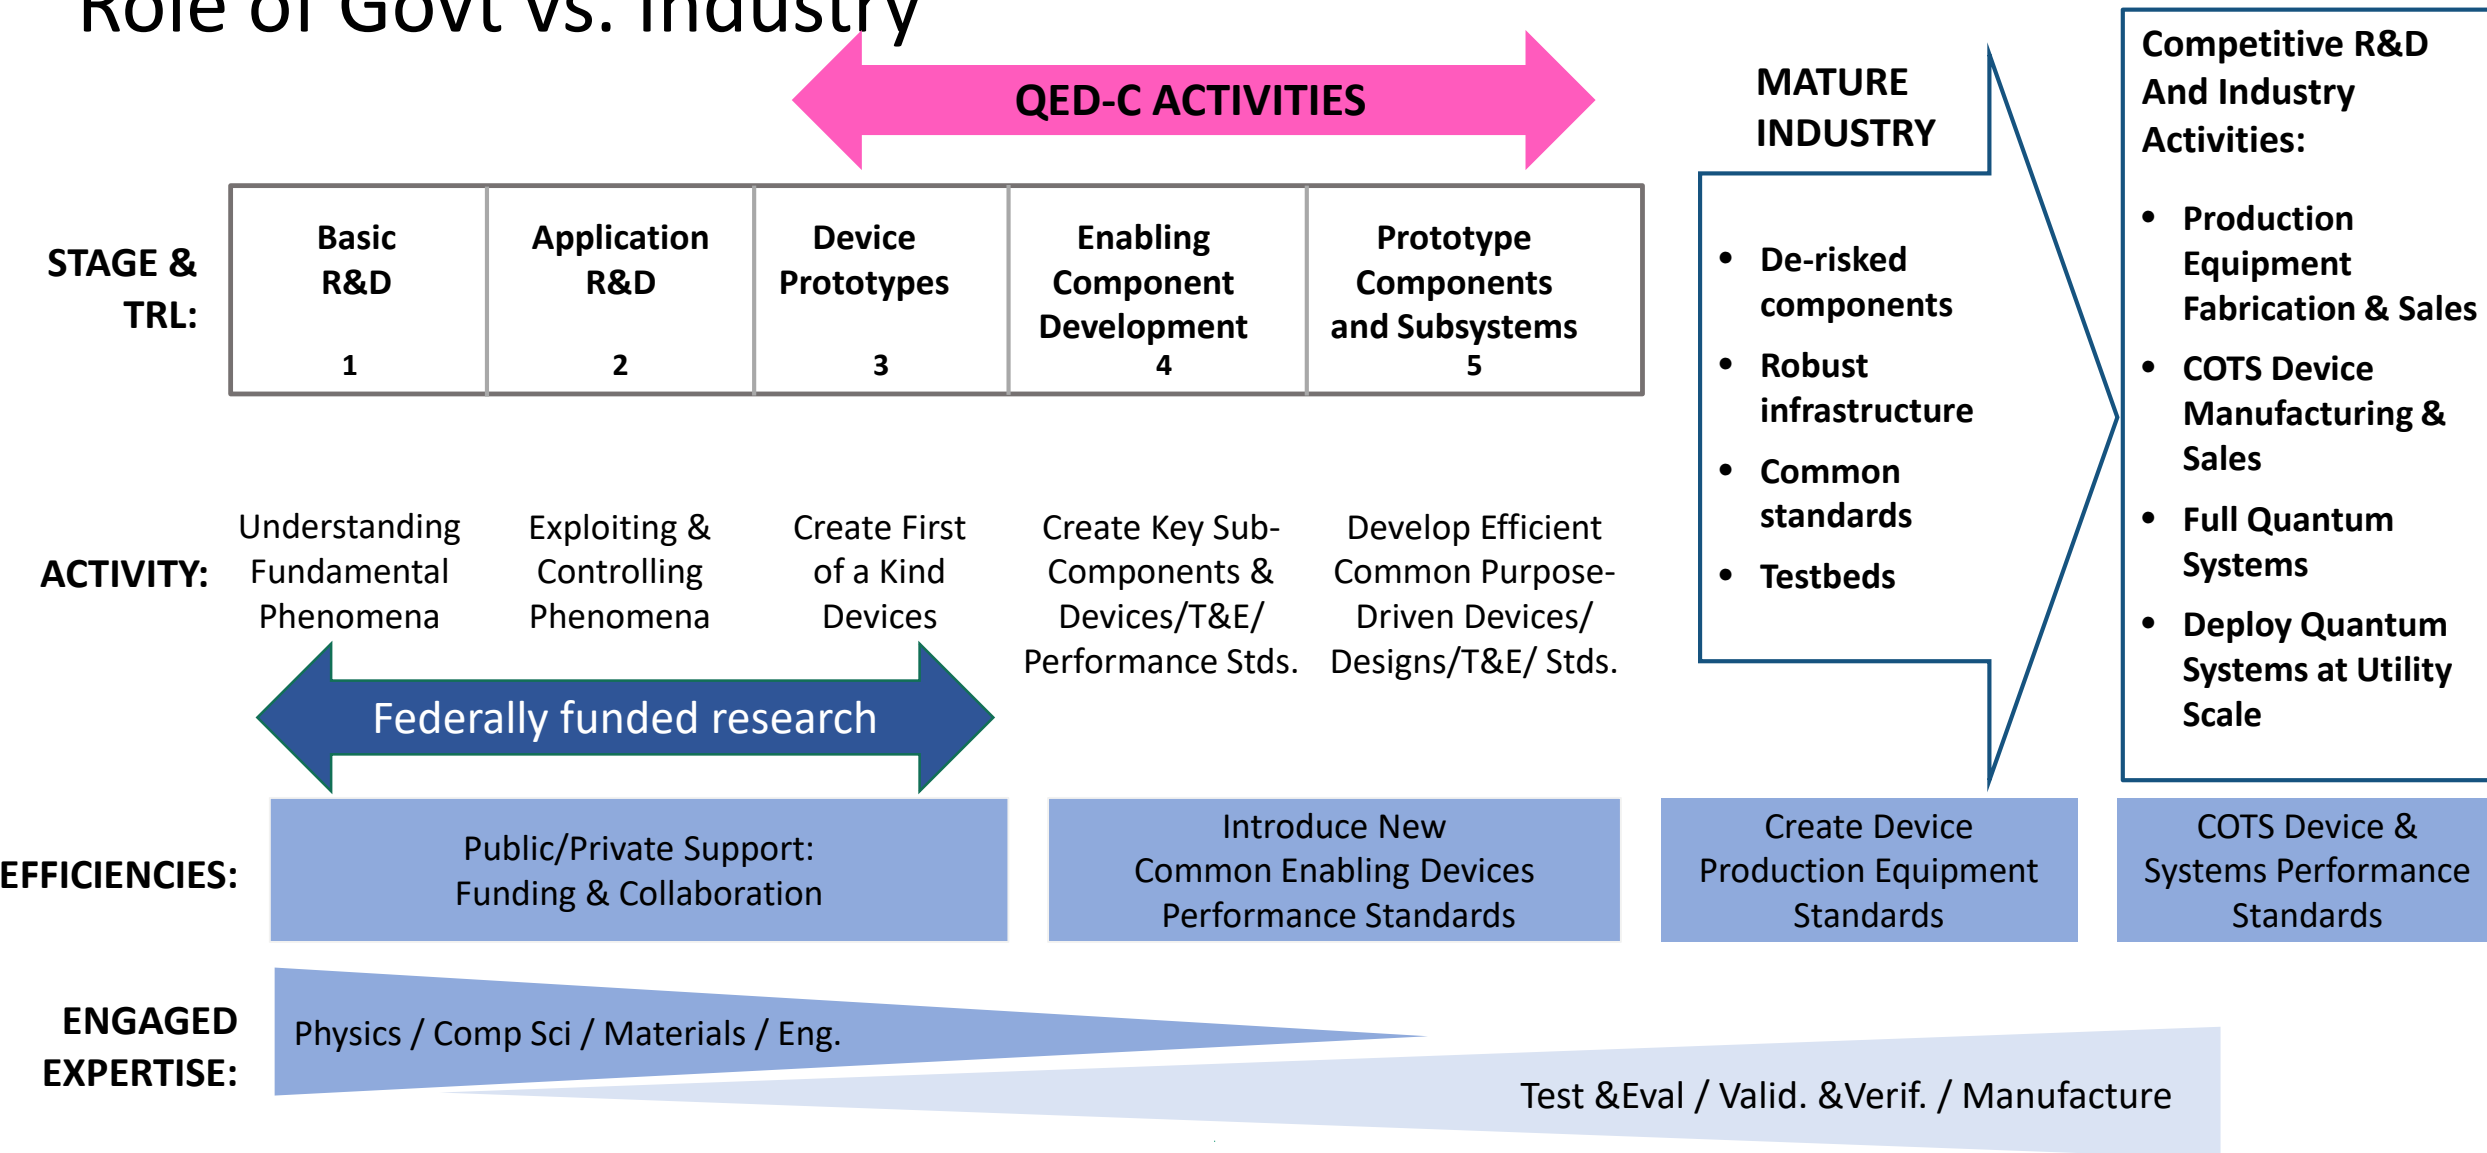 Role of Govt vs. Industry
QED-C ACTIVITIES
STAGE &
TRL:
Basic
R&D
1
Application
R&D
2
Device
Prototypes
3
Enabling
Component
Development
4
Prototype
Components
and Subsystems
5
ACTIVITY:
Understanding
Fundamental
Phenomena
Exploiting &
Controlling
Phenomena
Create First
of a Kind
Devices
Create Key Sub-
Components &
Devices/T&E/
Performance Stds.
Develop Efficient
Common Purpose-
Driven Devices/
Designs/T&E/ Stds.
Federally funded research
MATURE
INDUSTRY
• De-risked
components
• Robust
infrastructure
• Common
standards
• Testbeds
Competitive R&D
And Industry
Activities:
• Production
Equipment
Fabrication & Sales
• COTS Device
Manufacturing &
Sales
• Full Quantum
Systems
• Deploy Quantum
Systems at Utility
Scale
EFFICIENCIES:
Public/Private Support:
Funding & Collaboration
Introduce New
Common Enabling Devices
Performance Standards
Create Device
Production Equipment
Standards
COTS Device &
Systems Performance
Standards
ENGAGED
EXPERTISE:
Physics / Comp Sci / Materials / Eng.
Test &Eval / Valid. &Verif. / Manufacture